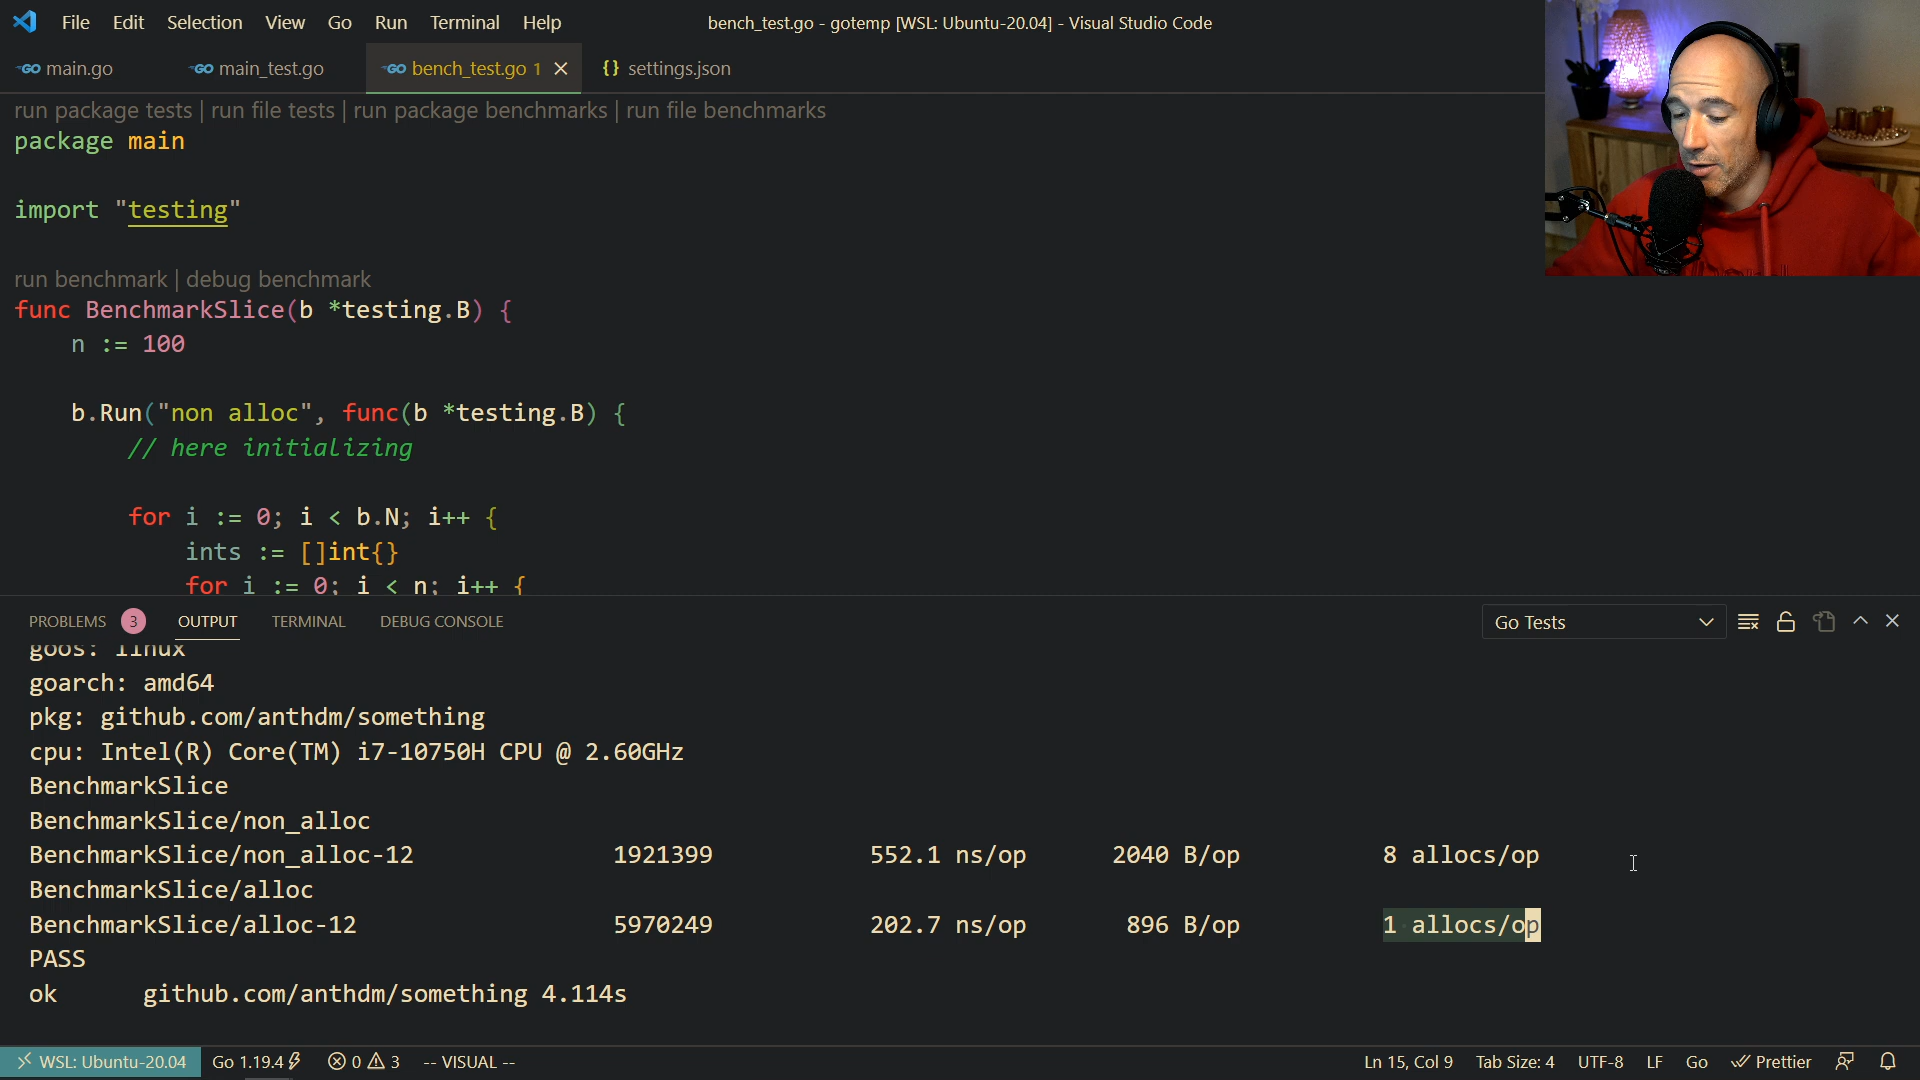 File Edit Selection View Go Run Terminal Help bench_test.go - gotemp [WSL: Ubuntu-20.04] - Visual Studio Code
GO main.go GO main_test.go GO bench_test.go 1 {} settings.json
run package tests | run file tests | run package benchmarks | run file benchmarks
package main
import "testing"
run benchmark | debug benchmark
func BenchmarkSlice(b *testing.B) {
n := 100
b.Run("non alloc", func(b *testing.B) {
// here initializing
for i := 0; i < b.N; i++ {
ints := []int{}
for i := 0; i < n; i++ {
PROBLEMS 3 OUTPUT TERMINAL DEBUG CONSOLE Go Tests
goos: linux
goarch: amd64
pkg: github.com/anthdm/something
cpu: Intel(R) Core(TM) i7-10750H CPU @ 2.60GHz
BenchmarkSlice
BenchmarkSlice/non_alloc
BenchmarkSlice/non_alloc-12 1921399 552.1 ns/op 2040 B/op 8 allocs/op
BenchmarkSlice/alloc
BenchmarkSlice/alloc-12 5970249 202.7 ns/op 896 B/op 1 allocs/op
PASS
ok github.com/anthdm/something 4.114s
WSL: Ubuntu-20.04 Go 1.19.4 0 3 -- VISUAL -- Ln 15, Col 9 Tab Size: 4 UTF-8 LF Go Prettier